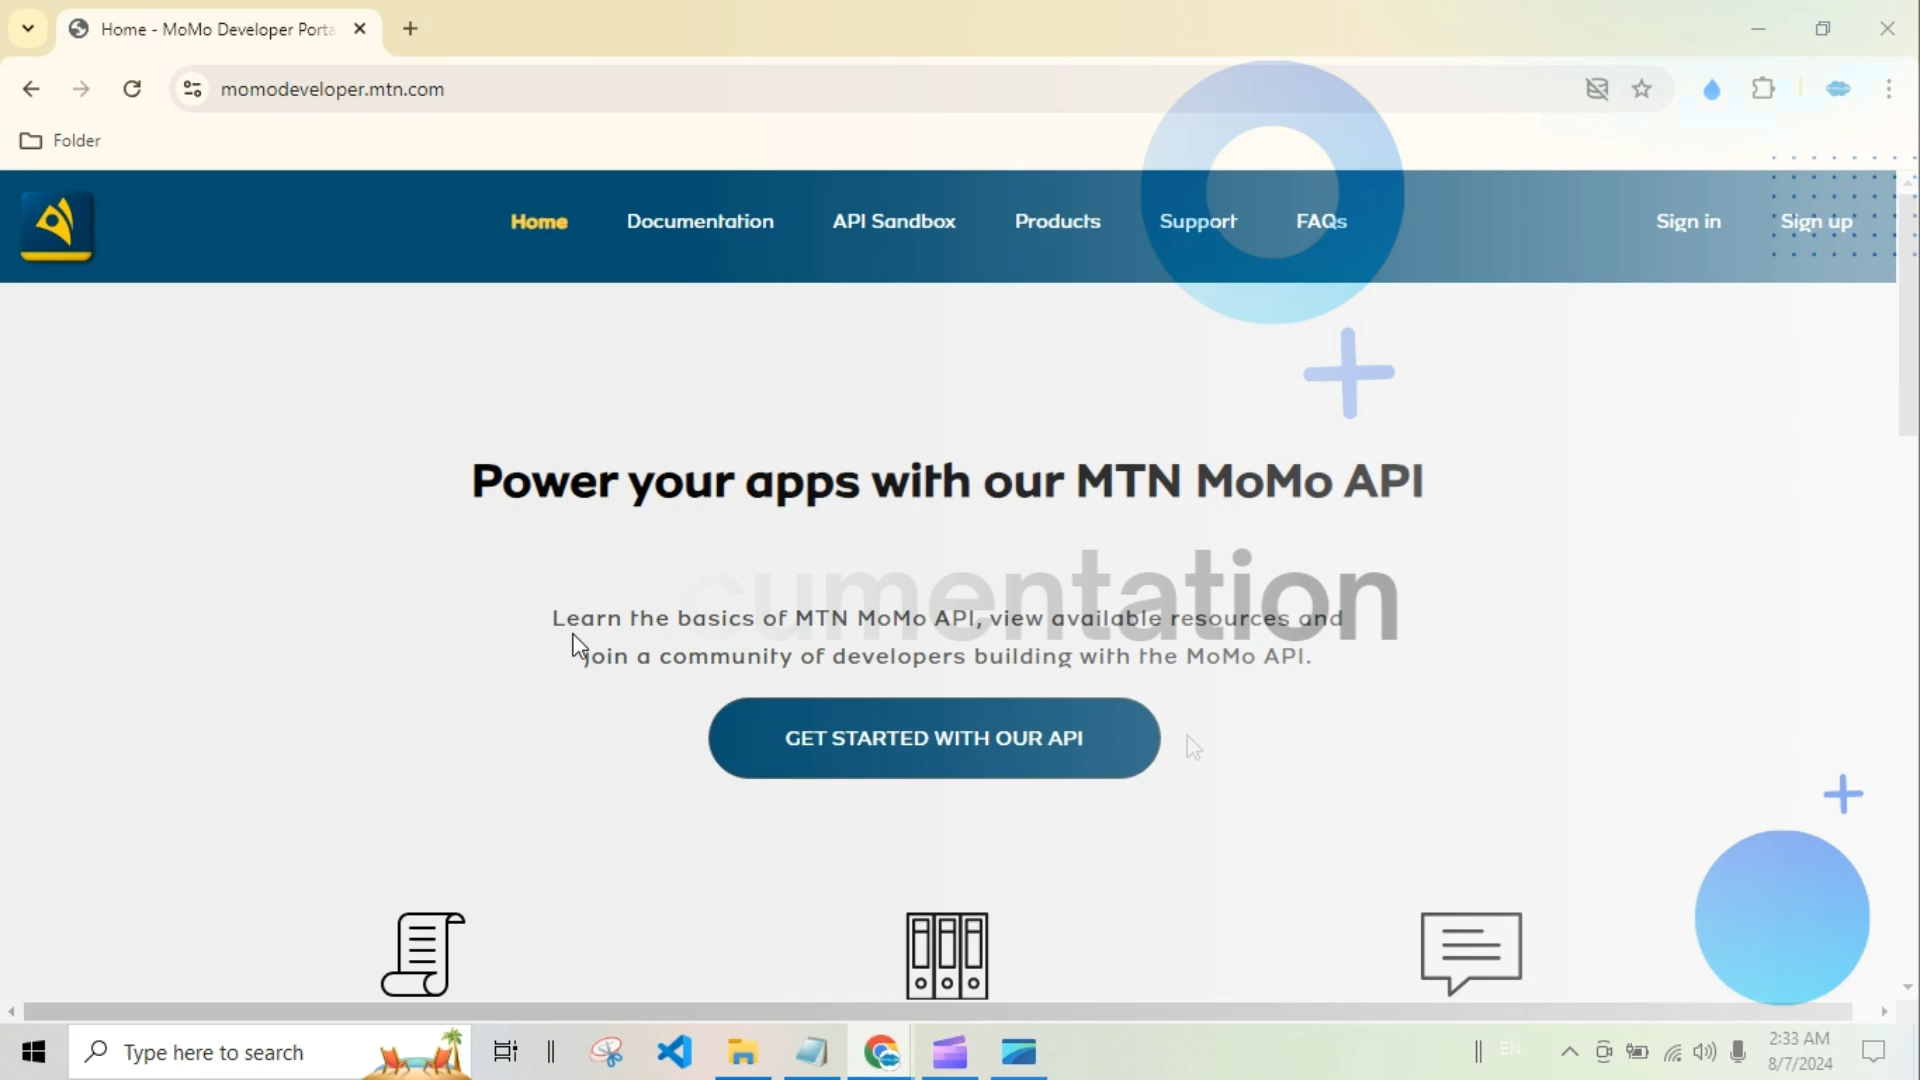 Home - MoMo Developer Porta
momodeveloper.mtn.com
Folder
Home Documentation API Sandbox Products Support FAQs Sign in Sign up
Power your apps with our MTN MoMo API
cumentation
Learn the basics of MTN MoMo API, view available resources and
join a community of developers building with the MoMo API.
GET STARTED WITH OUR API
Type here to search
EN
2:33 AM
8/7/2024